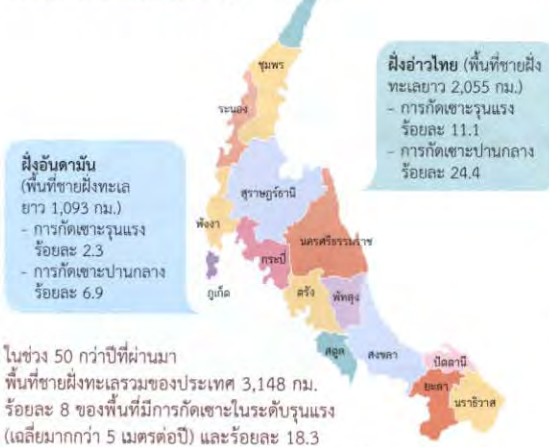 ชุมพร
ฝั่งอ่าวไทย (พื้นที่ชายฝั่ง
ทะเลยาว 2,055 กม.)
- การกัดเซาะรุนแรง
ร้อยละ 11.1
- การกัดเซาะปานกลาง
ร้อยละ 24.4
ระนอง
ฝั่งอันดามัน
(พื้นที่ชายฝั่งทะเล
ยาว 1,093 กม.)
- การกัดเซาะรุนแรง
ร้อยละ 2.3
- การกัดเซาะปานกลาง
ร้อยละ 6.9
สุราษฎร์ธานี
พังงา
นครศรีธรรมราช
กระบี่
ภูเก็ต
ตรัง
พัทลุง
สตูล
สงขลา
ปัตตานี
ยะลา
นราธิวาส
ในช่วง 50 กว่าปีที่ผ่านมา
พื้นที่ชายฝั่งทะเลรวมของประเทศ 3,148 กม.
ร้อยละ 8 ของพื้นที่มีการกัดเซาะในระดับรุนแรง
(เฉลี่ยมากกว่า 5 เมตรต่อปี) และร้อยละ 18.3